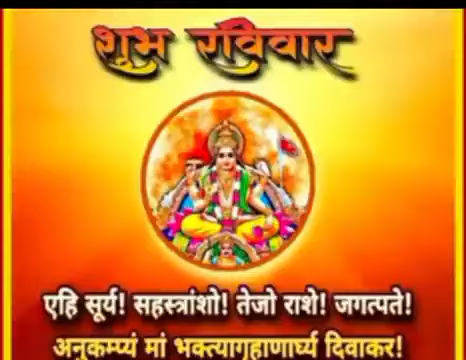 शुभ रविवार
एहि सूर्य! सहस्त्रांशो! तेजो राशे! जगत्पते!
अनुकम्प्यं मां भक्त्यागृहाणार्घ्य दिवाकर!